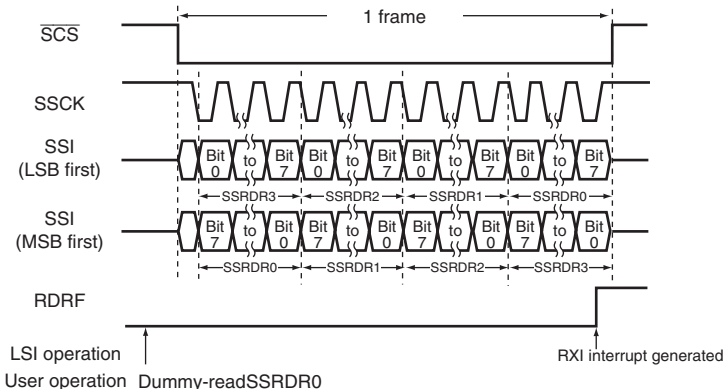 1 frame
SCS
SSCK
SSI
(LSB first)
Bit 0 to Bit 7 Bit 0 to Bit 7 Bit 0 to Bit 7 Bit 0 to Bit 7
SSRDR3 SSRDR2 SSRDR1 SSRDR0
SSI
(MSB first)
Bit 7 to Bit 0 Bit 7 to Bit 0 Bit 7 to Bit 0 Bit 7 to Bit 0
SSRDR0 SSRDR1 SSRDR2 SSRDR3
RDRF
LSI operation
RXI interrupt generated
User operation Dummy-readSSRDR0